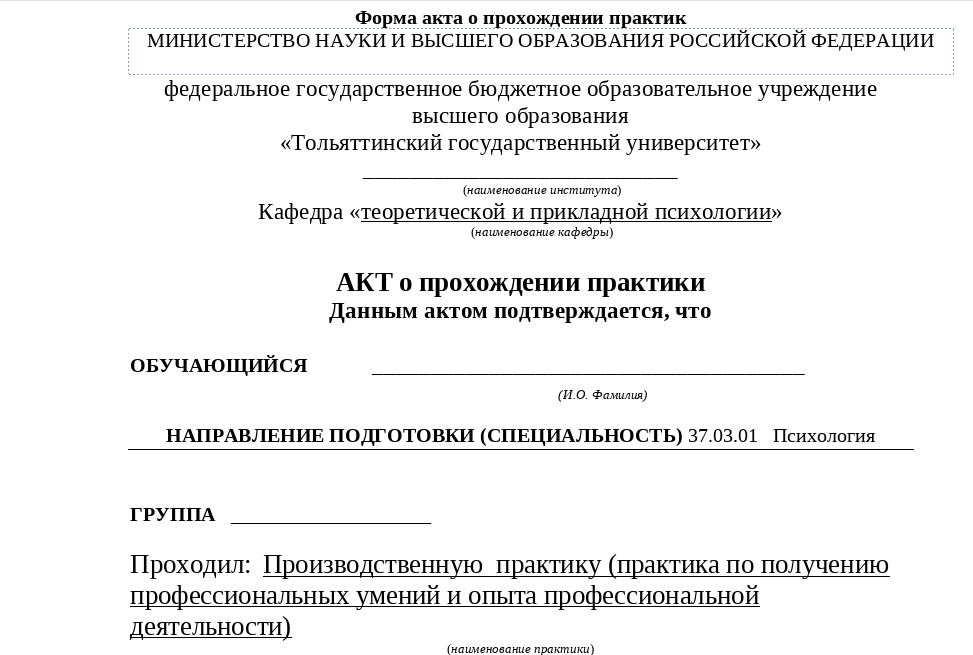 Форма акта о прохождении практик
МИНИСТЕРСТВО НАУКИ И ВЫСШЕГО ОБРАЗОВАНИЯ РОССИЙСКОЙ ФЕДЕРАЦИИ
федеральное государственное бюджетное образовательное учреждение
высшего образования
«Тольяттинский государственный университет»
___________________________
(наименование института)
Кафедра «теоретической и прикладной психологии»
(наименование кафедры)
АКТ о прохождении практики
Данным актом подтверждается, что
ОБУЧАЮЩИЙСЯ _____________________________________
(И.О. Фамилия)
НАПРАВЛЕНИЕ ПОДГОТОВКИ (СПЕЦИАЛЬНОСТЬ) 37.03.01 Психология
ГРУППА ____________________
Проходил: Производственную практику (практика по получению
профессиональных умений и опыта профессиональной
деятельности)
(наименование практики)